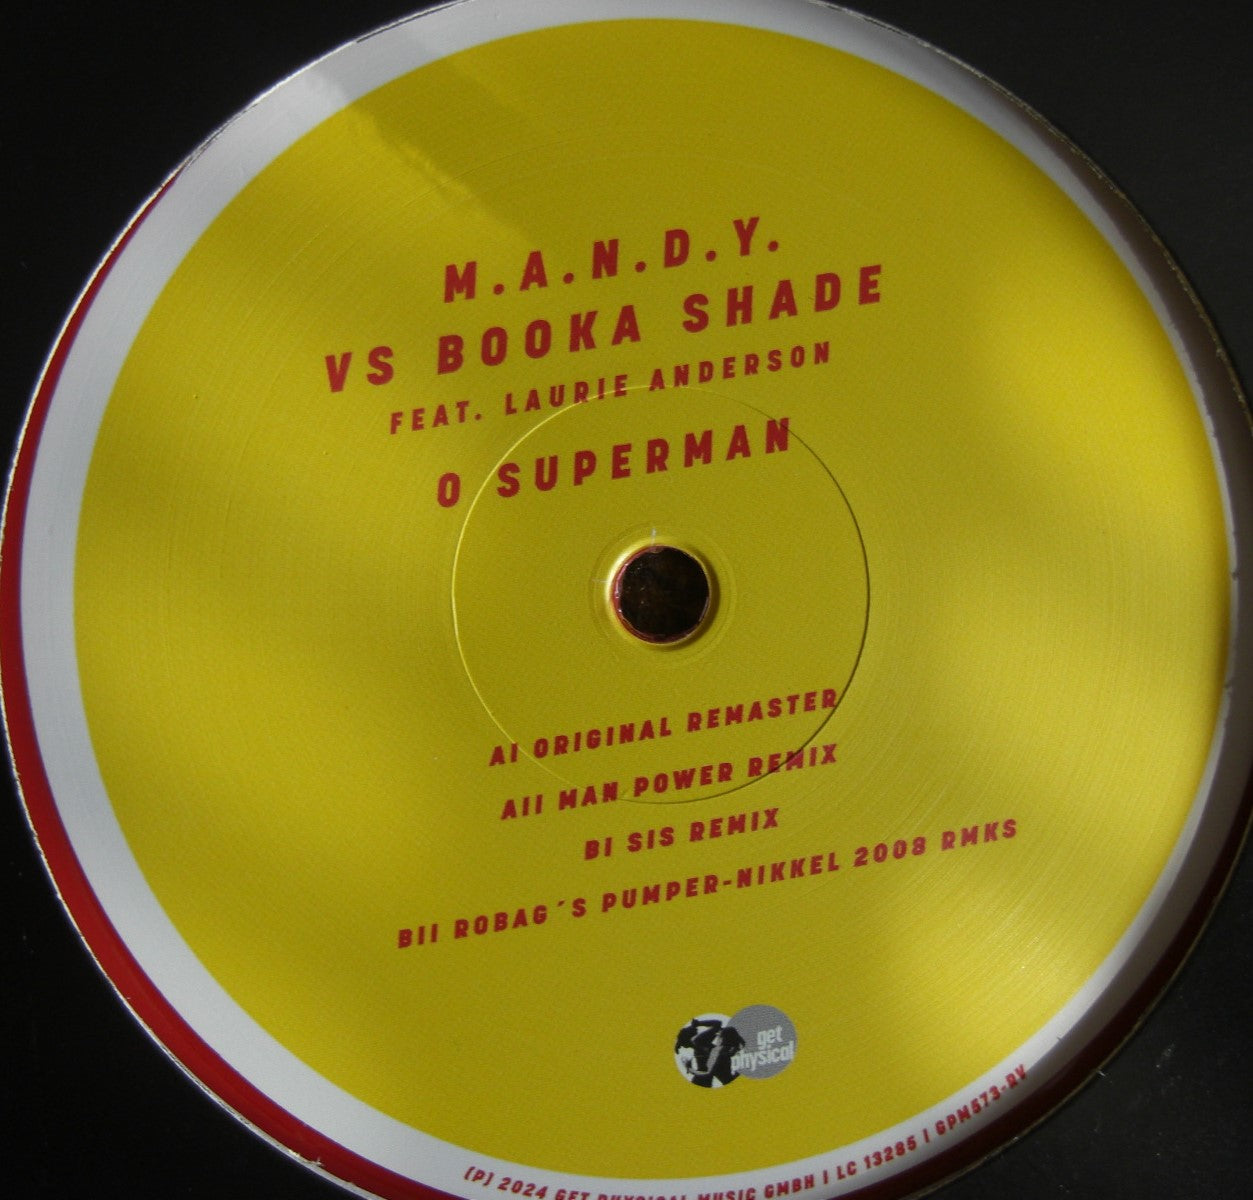 M.A.N.D.Y.
VS BOOKA SHADE
FEAT. LAURIE ANDERSON
O SUPERMAN
AI ORIGINAL REMASTER
AII MAN POWER REMIX
BI SIS REMIX
BII ROBAG´S PUMPER-NIKKEL 2008 RMKS
get
physical
(P) 2024 GET PHYSICAL MUSIC GMBH | LC 13285 | GPM573-RV